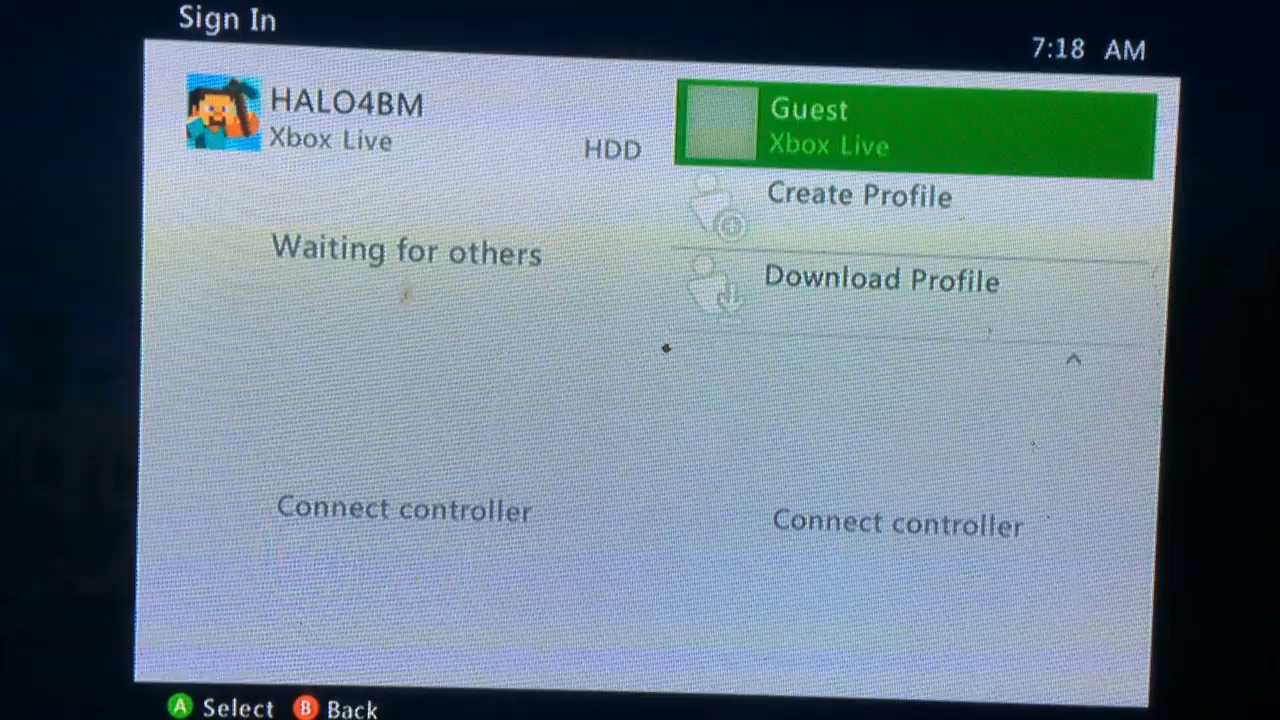 Sign In
7:18 AM
HALO4BM
Xbox Live
HDD
Waiting for others
Connect controller
Guest
Xbox Live
Create Profile
Download Profile
Connect controller
A Select B Back